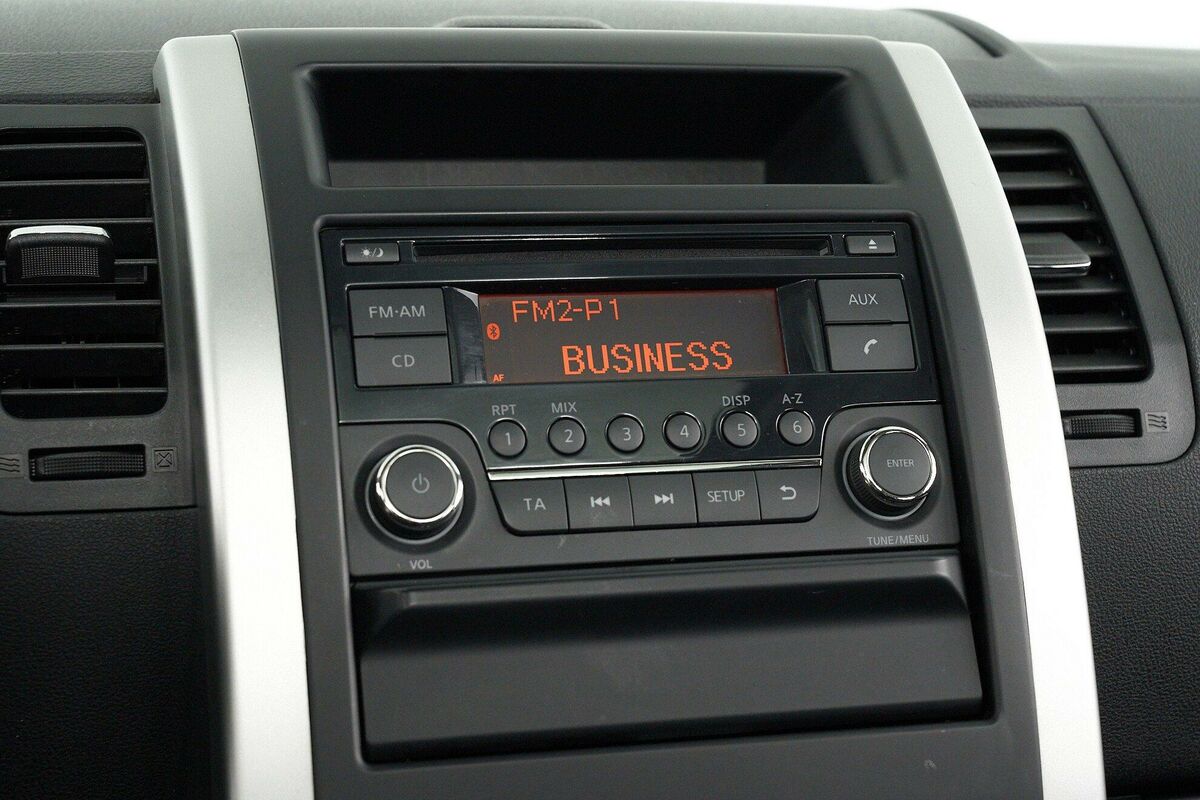 FM2-P1
BUSINESS
AF
FM·AM
CD
AUX
RPT
MIX
DISP
A-Z
1
2
3
4
5
6
TA
SETUP
ENTER
VOL
TUNE/MENU